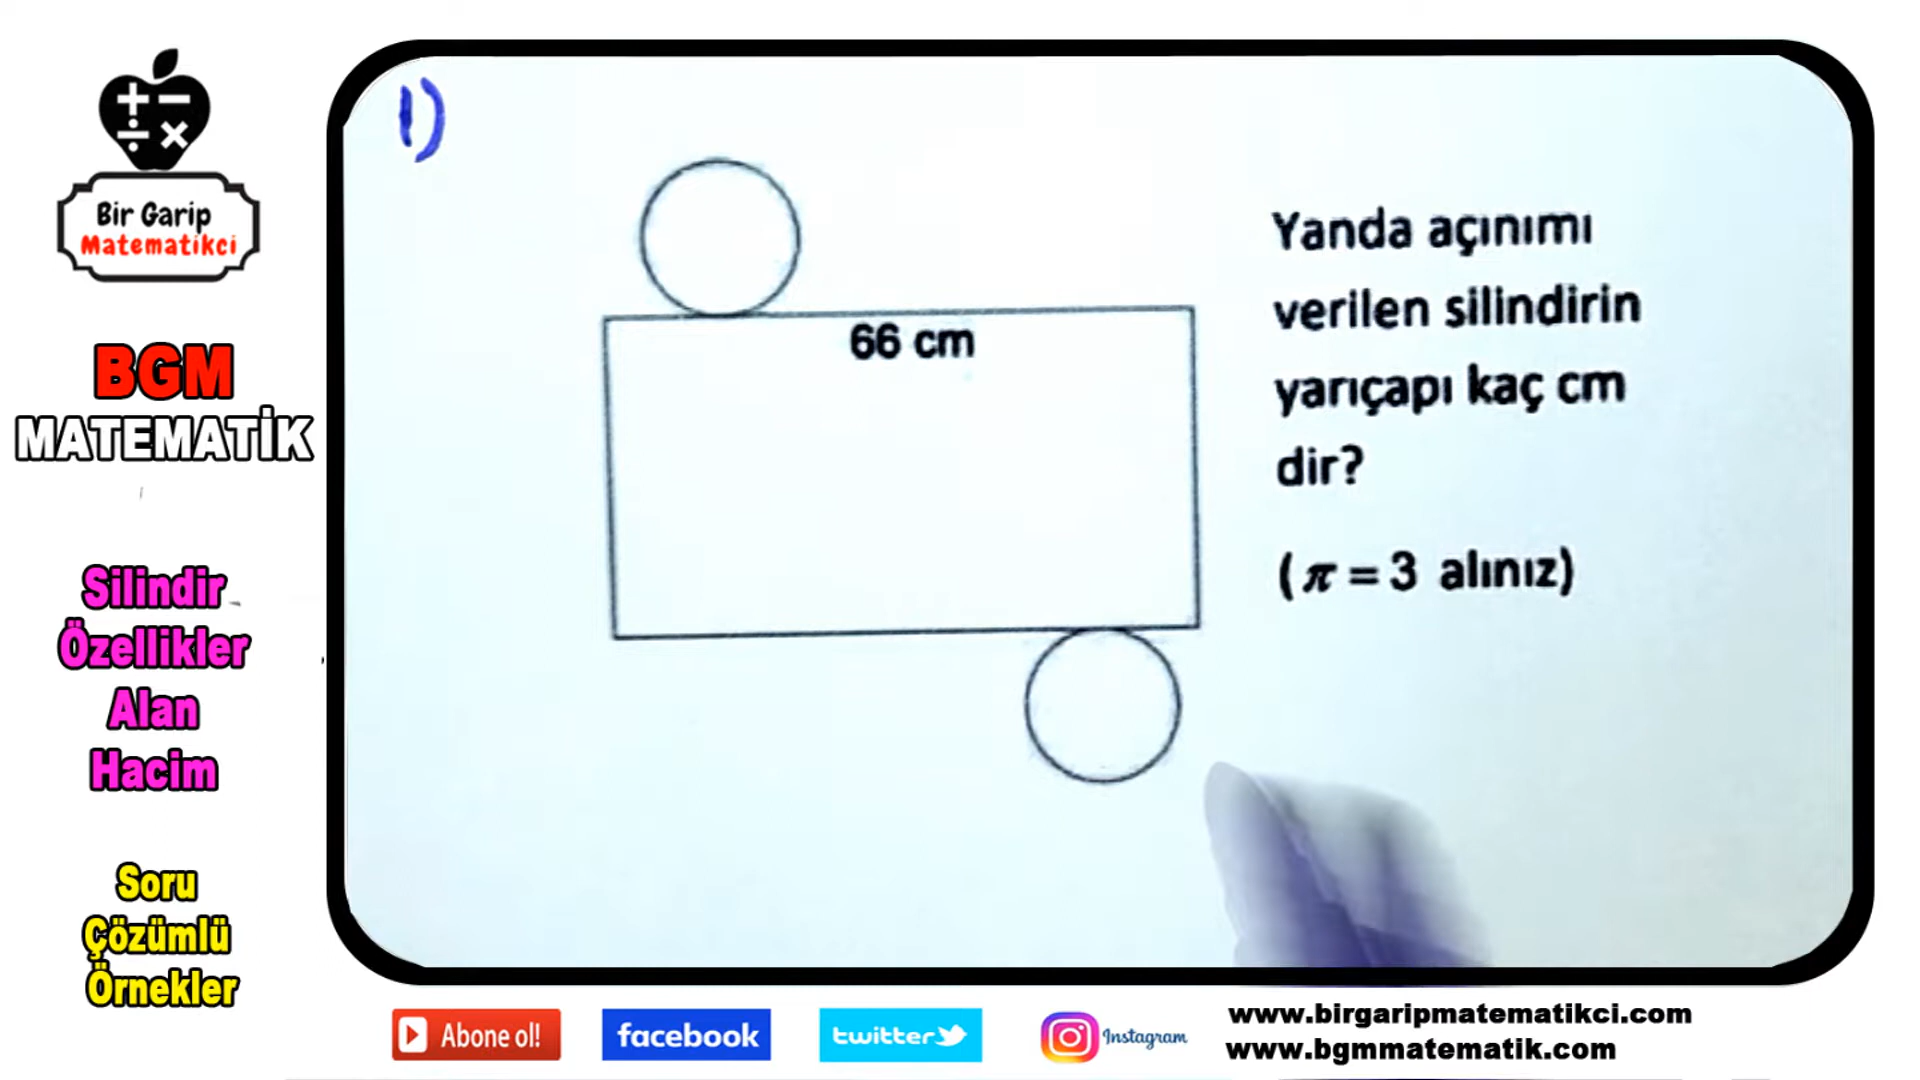 1)
Bir Garip
Matematikci
BGM
MATEMATİK
Silindir
Özellikler
Alan
Hacim
Soru
Çözümlü
Örnekler
66 cm
Yanda açınımı
verilen silindirin
yarıçapı kaç cm
dir?
(π = 3 alınız)
Abone ol!
facebook
twitter
Instagram
www.birgaripmatematikci.com
www.bgmmatematik.com